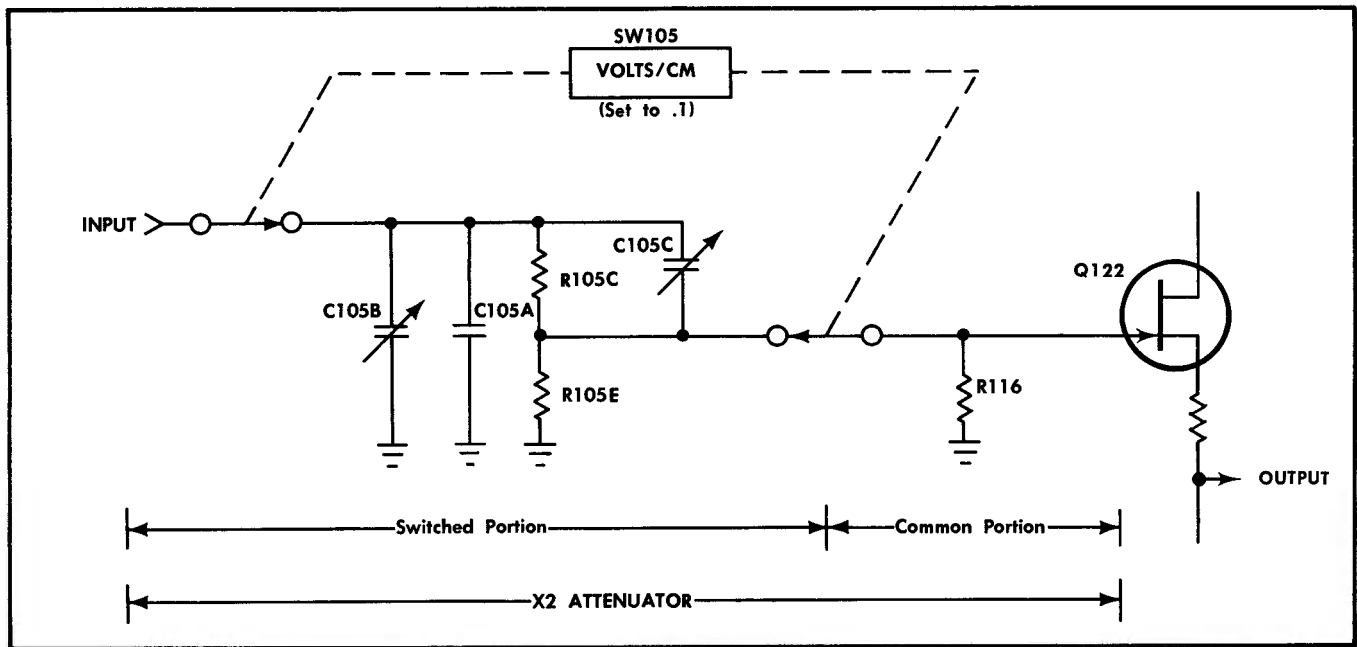 SW105
VOLTS/CM
(Set to .1)
INPUT
C105B
C105A
R105C
C105C
R105E
R116
Q122
OUTPUT
Switched Portion
Common Portion
X2 ATTENUATOR